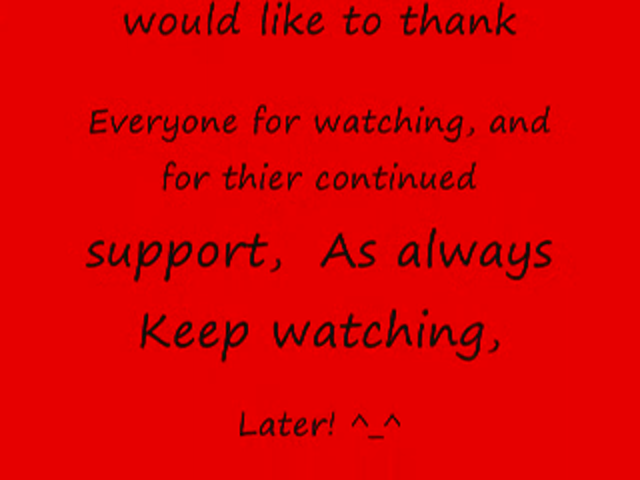 would like to thank
Everyone for watching, and
for thier continued
support, As always
Keep watching,
Later! ^_^